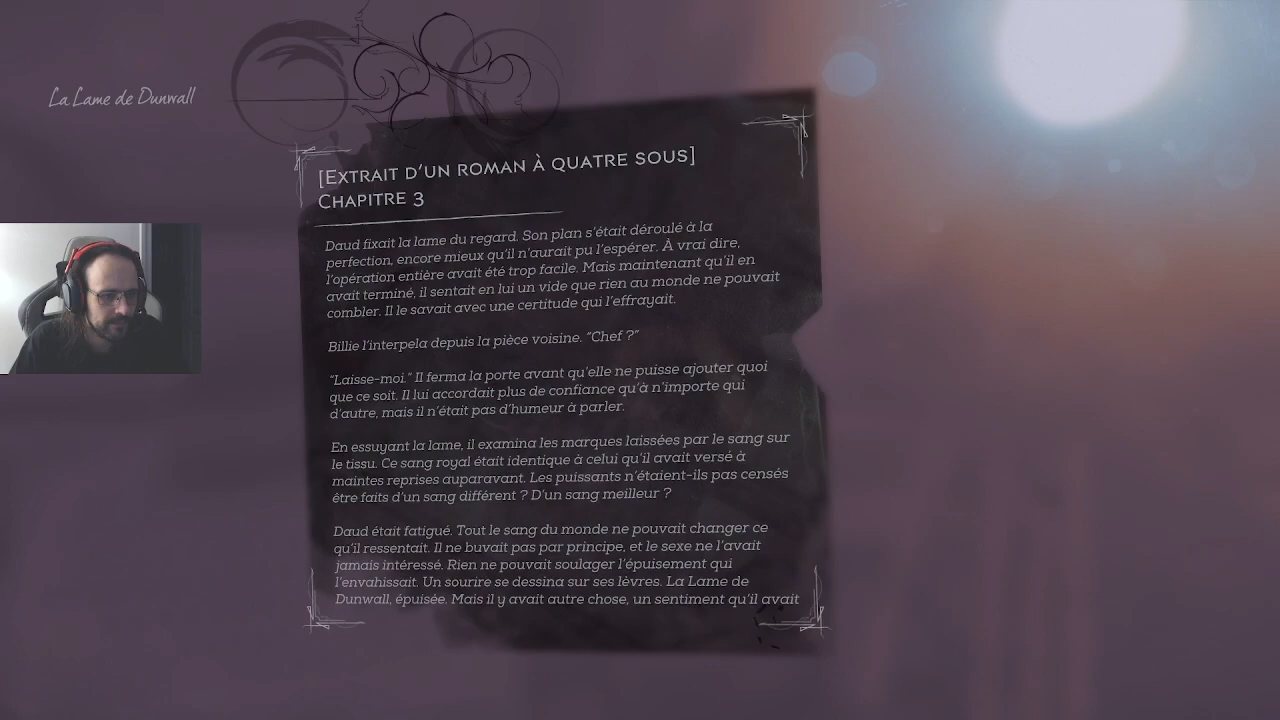 La Lame de Dunwall
[Extrait d'un roman à quatre sous]
Chapitre 3
Daud fixait la lame du regard. Son plan s'était déroulé à la
perfection, encore mieux qu'il n'aurait pu l'espérer. À vrai dire,
l'opération entière avait été trop facile. Mais maintenant qu'il en
avait terminé, il sentait en lui un vide que rien au monde ne pouvait
combler. Il le savait avec une certitude qui l'effrayait.
Billie l'interpela depuis la pièce voisine. "Chef ?"
"Laisse-moi." Il ferma la porte avant qu'elle ne puisse ajouter quoi
que ce soit. Il lui accordait plus de confiance qu'à n'importe qui
d'autre, mais il n'était pas d'humeur à parler.
En essuyant la lame, il examina les marques laissées par le sang sur
le tissu. Ce sang royal était identique à celui qu'il avait versé à
maintes reprises auparavant. Les puissants n'étaient-ils pas censés
être faits d'un sang différent ? D'un sang meilleur ?
Daud était fatigué. Tout le sang du monde ne pouvait changer ce
qu'il ressentait. Il ne buvait pas par principe, et le sexe ne l'avait
jamais intéressé. Rien ne pouvait soulager l'épuisement qui
l'envahissait. Un sourire se dessina sur ses lèvres. La Lame de
Dunwall, épuisée. Mais il y avait autre chose, un sentiment qu'il avait